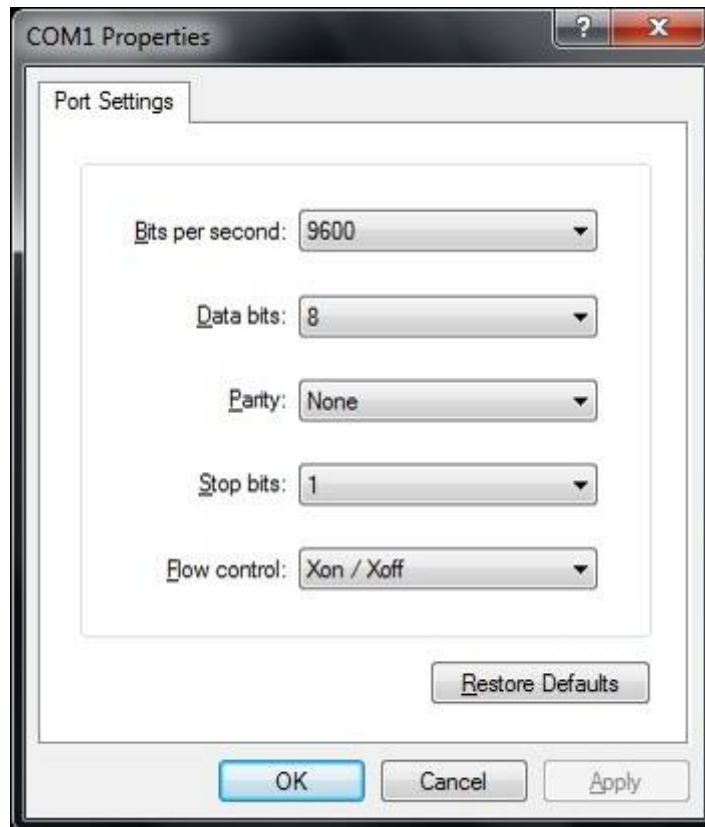 COM1 Properties
?
Port Settings
Bits per second: 9600
Data bits: 8
Parity: None
Stop bits: 1
Flow control: Xon / Xoff
Restore Defaults
OK Cancel Apply